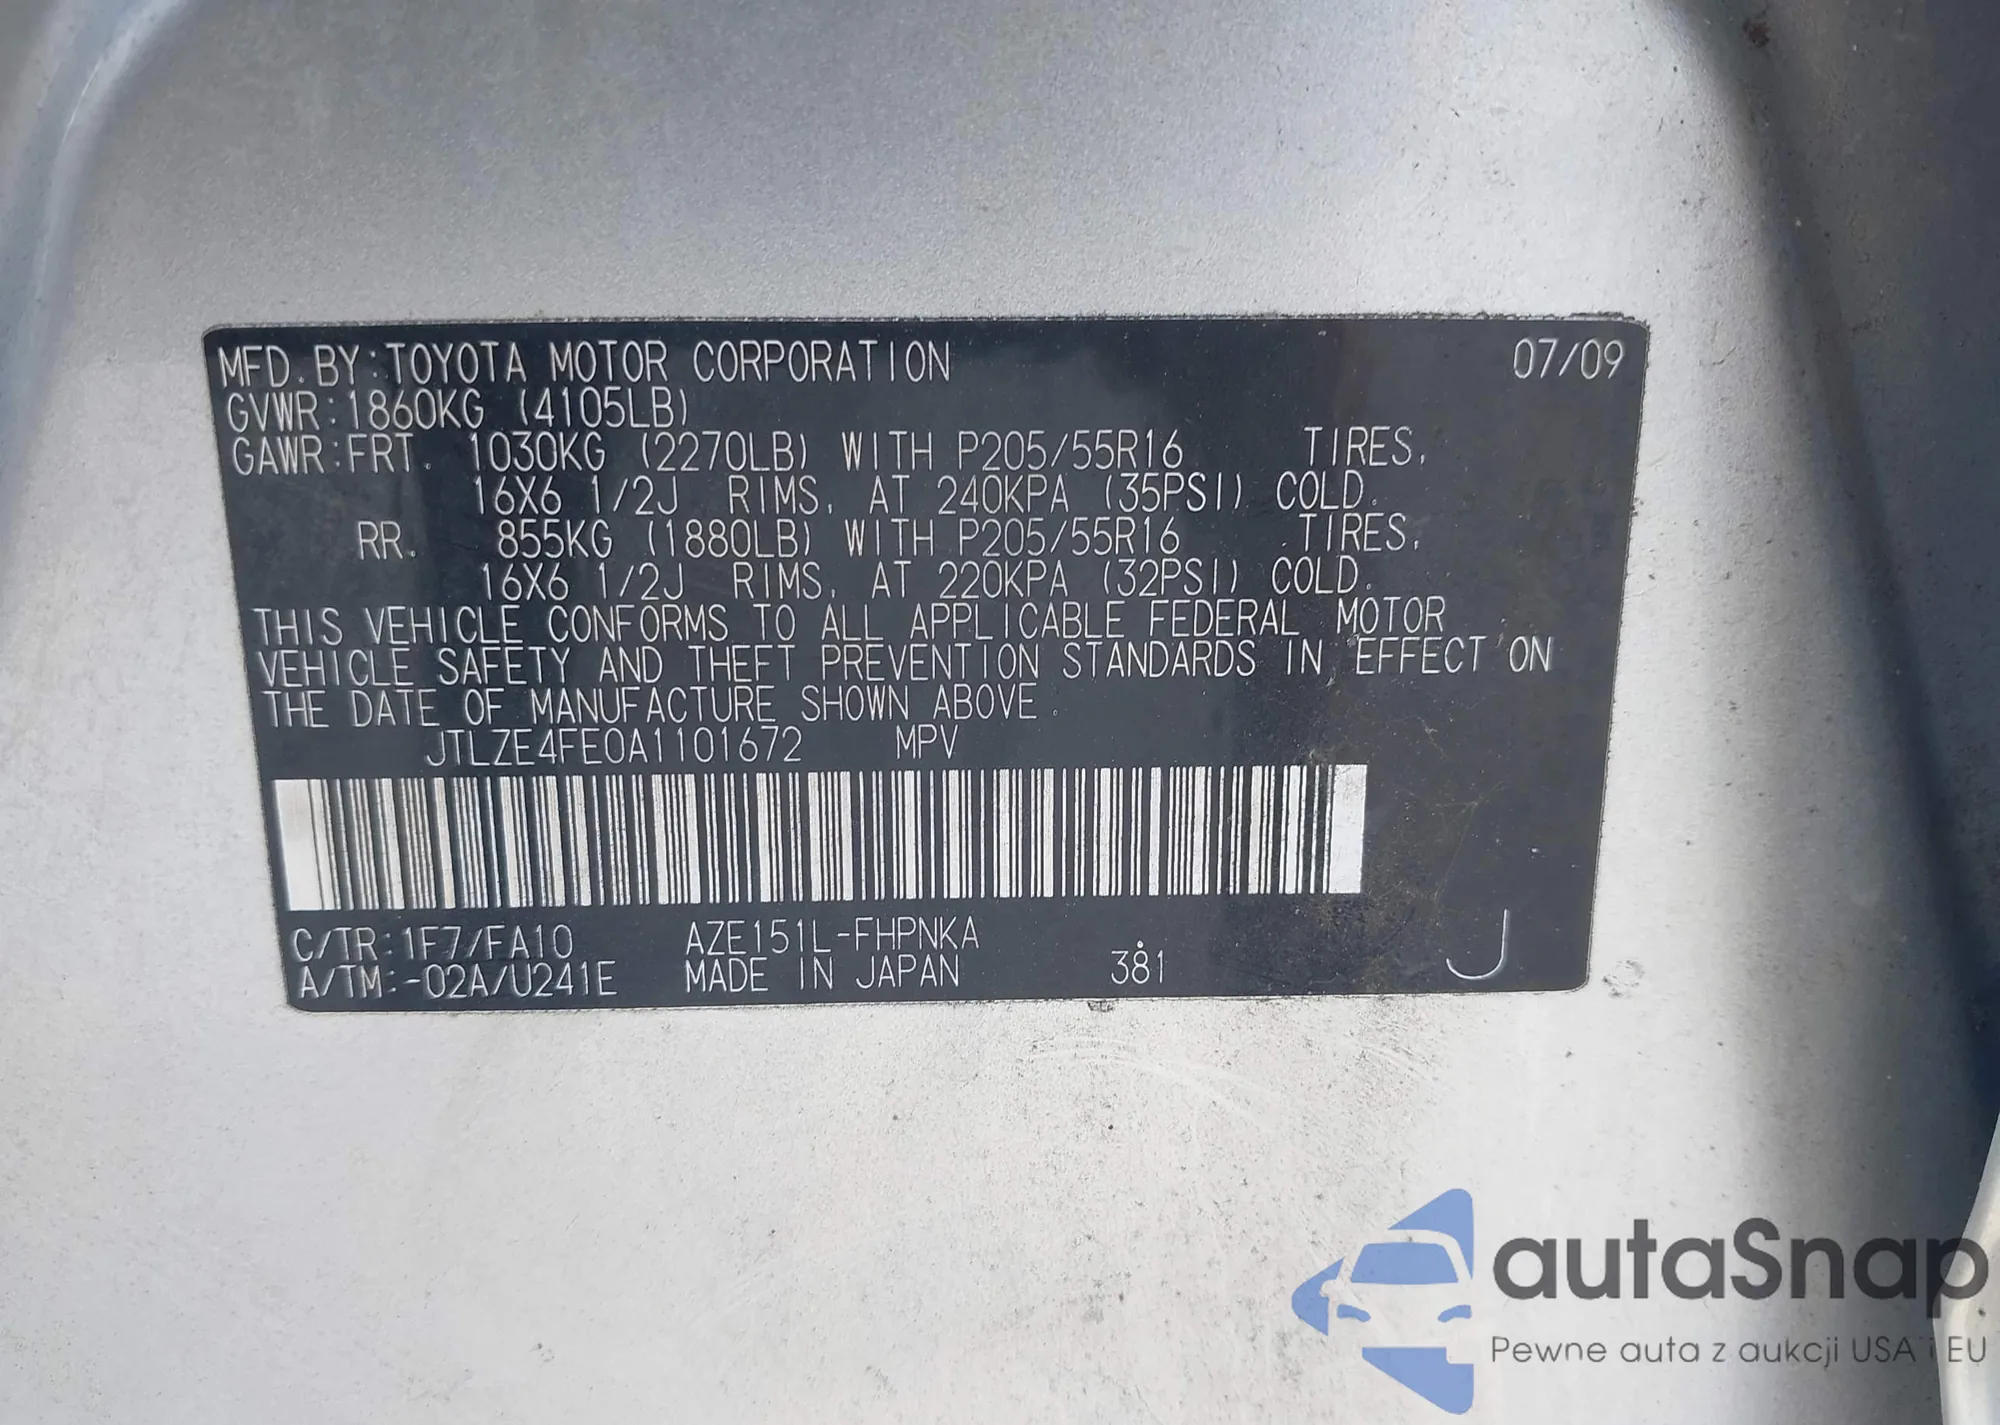 MFD. BY: TOYOTA MOTOR CORPORATION 07/09
GVWR: 1860KG (4105LB)
GAWR: FRT. 1030KG (2270LB) WITH P205/55R16 TIRES,
16X6 1/2J RIMS, AT 240KPA (35PSI) COLD.
RR. 855KG (1880LB) WITH P205/55R16 TIRES,
16X6 1/2J RIMS, AT 220KPA (32PSI) COLD.
THIS VEHICLE CONFORMS TO ALL APPLICABLE FEDERAL MOTOR
VEHICLE SAFETY AND THEFT PREVENTION STANDARDS IN EFFECT ON
THE DATE OF MANUFACTURE SHOWN ABOVE.
JTLZE4FE0A1101672 MPV
C/TR: 1F7/FA10 AZE151L-FHPNKA
A/TM: -02A/U241E MADE IN JAPAN 381 J
autaSnap
Pewne auta z aukcji USA i EU